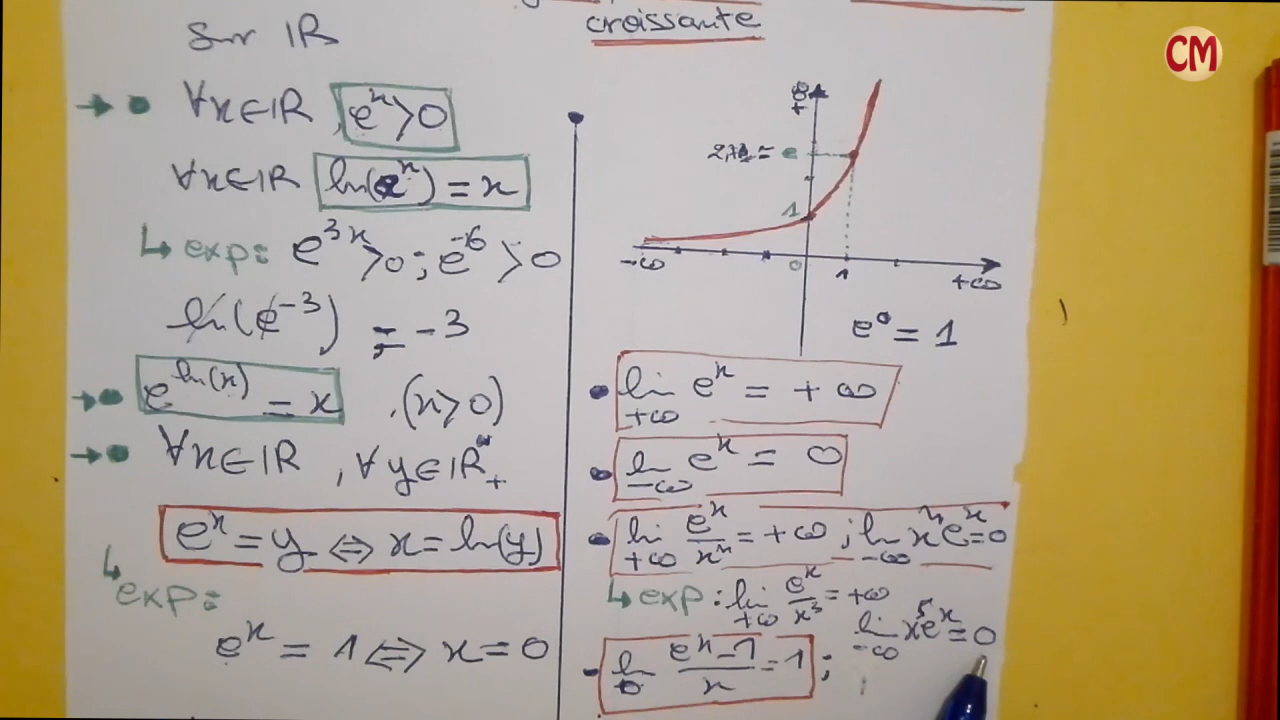 croissante
CM
Sur IR
∀x∈IR, e^x>0
∀x∈IR ln(e^x)=x
↳ exp: e^3x>0; e^-6>0
ln(e^-3) = -3
e^ln(x) = x, (x>0)
∀x∈IR, ∀y∈IR*+
e^x=y ⇔ x=ln(y)
↳ exp:
e^x = 1 ⇔ x=0
+∞
e
1
-∞
0
1
+∞
e^0=1
lim +∞ e^x = +∞
lim -∞ e^x = 0
lim +∞ e^x/x^n = +∞; lim -∞ x^n e^x=0
↳ exp: lim +∞ e^x/x^3 = +∞
lim -∞ x^5 e^x=0
lim 0 e^x-1/x =1;